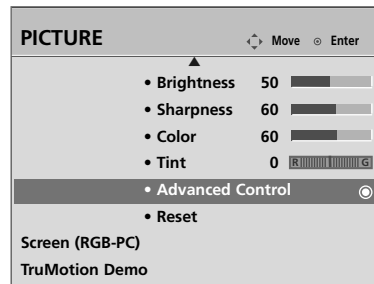 PICTURE Move Enter
• Brightness 50
• Sharpness 60
• Color 60
• Tint 0 R G
• Advanced Control
• Reset
Screen (RGB-PC)
TruMotion Demo